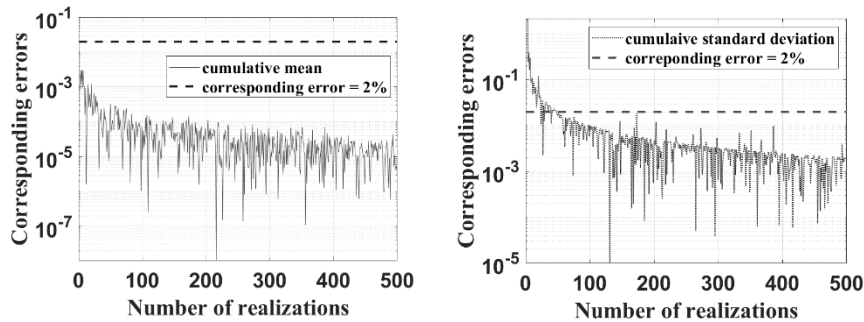 10^-1
10^-3
10^-5
10^-7
Corresponding errors
cumulative mean
corresponding error = 2%
0 100 200 300 400 500
Number of realizations
10^-1
10^-3
10^-5
Corresponding errors
cumulaive standard deviation
correponding error = 2%
0 100 200 300 400 500
Number of realizations